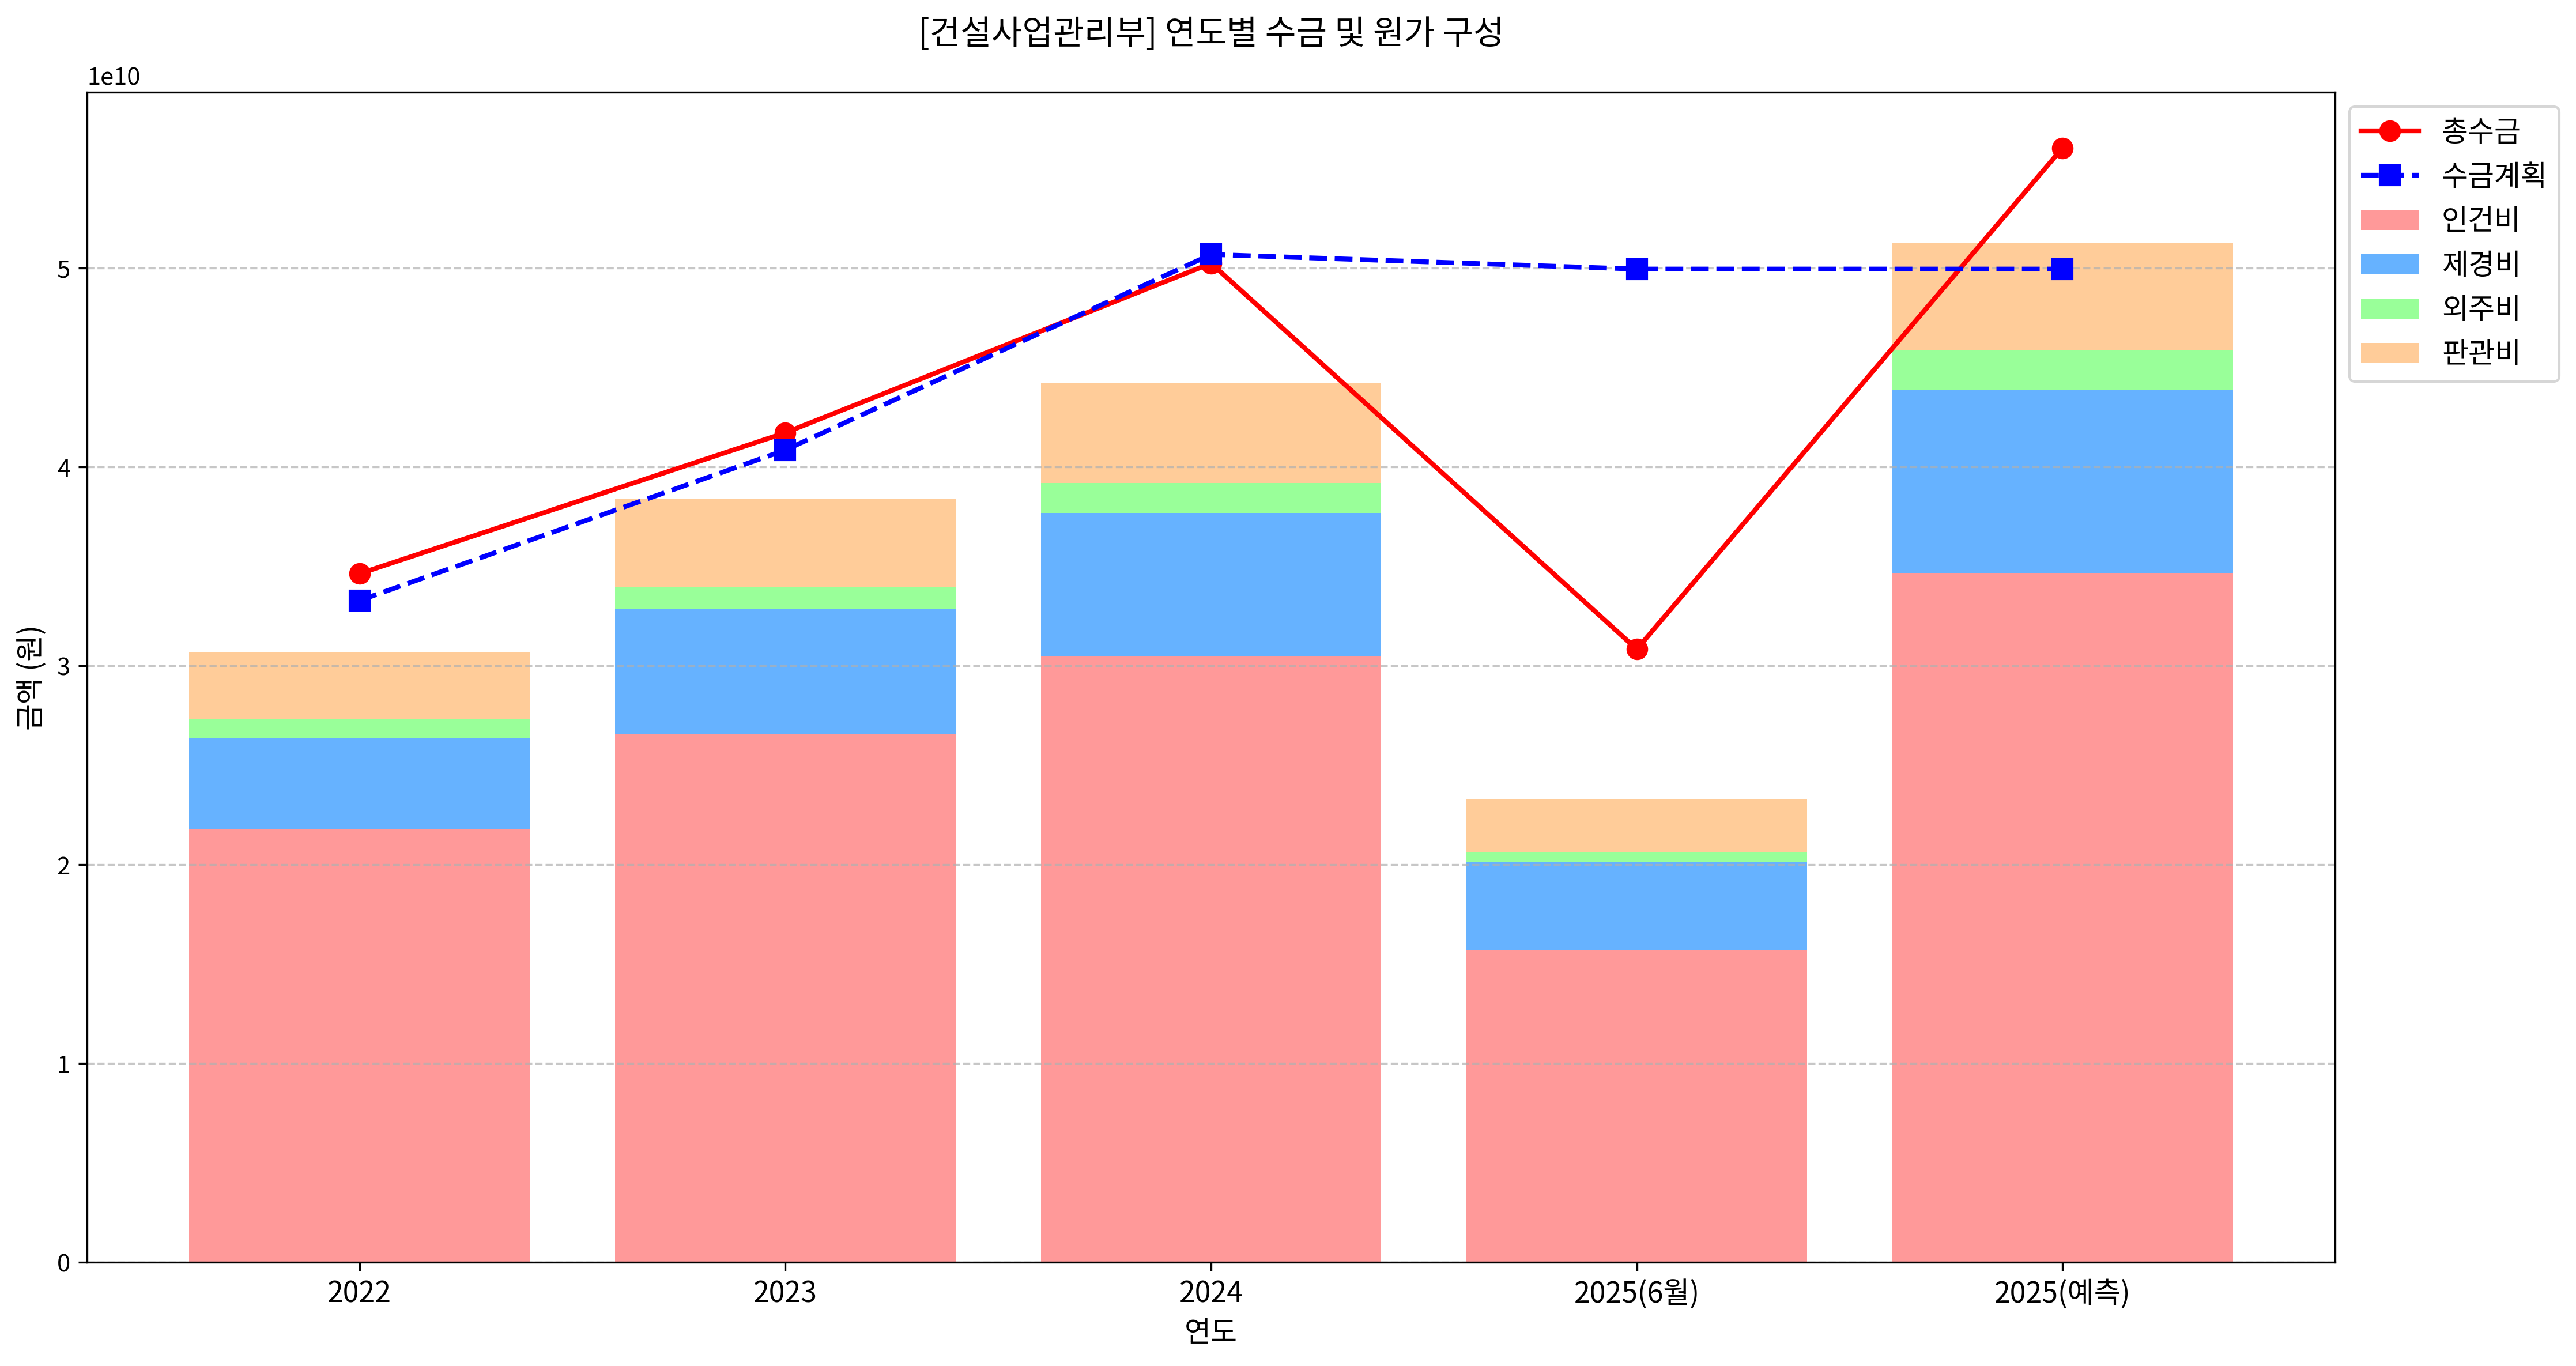 [건설사업관리부] 연도별 수금 및 원가 구성
1e10
총수금
수금계획
인건비
제경비
외주비
판관비
5
4
3
2
1
0
금액 (원)
2022
2023
2024
2025(6월)
2025(예측)
연도